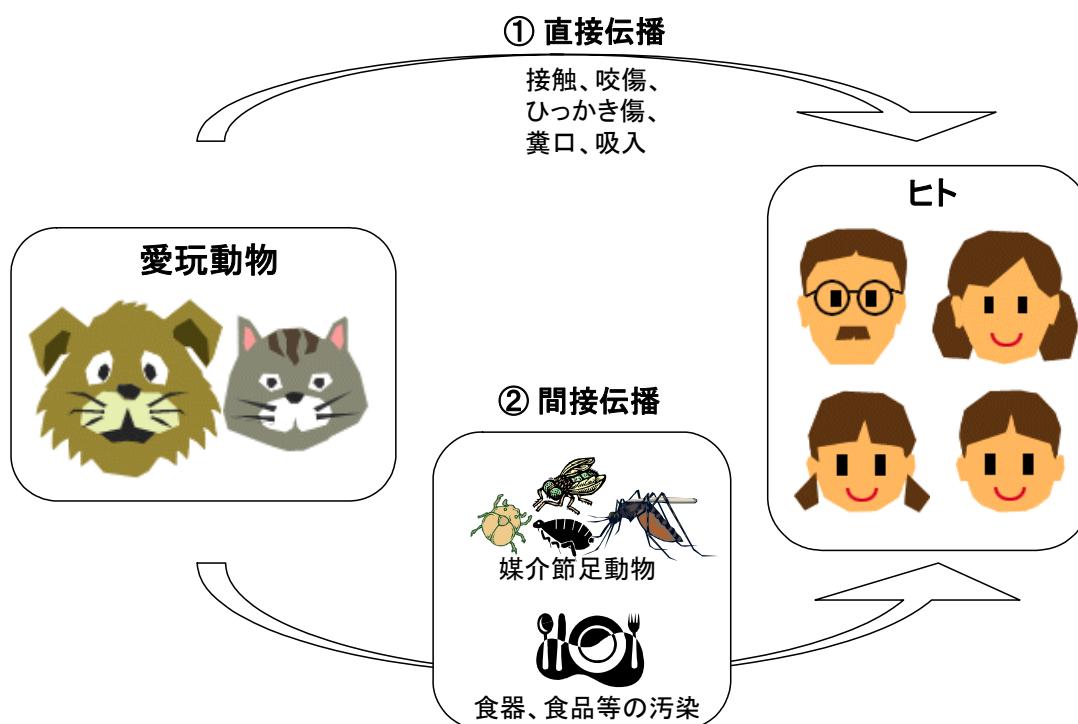 ① 直接伝播
接触、咬傷、
ひっかき傷、
糞口、吸入
ヒト
愛玩動物
② 間接伝播
媒介節足動物
食器、食品等の汚染